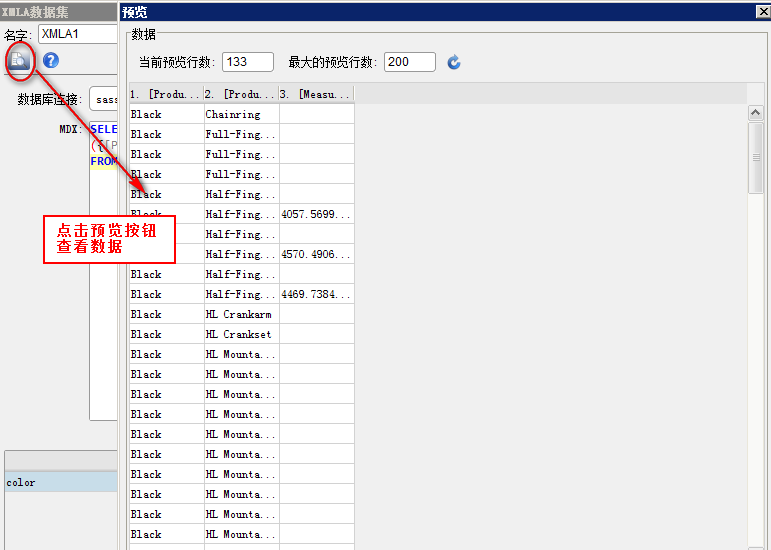 XMLA数据集
名字: XMLA1
数据库连接: sass
MDX: SELE
({[P
FROM
color
点击预览按钮
查看数据
预览
数据
当前预览行数: 133 最大的预览行数: 200
1. [Produ... 2. [Produ... 3. [Measu...
Black Chainring
Black Full-Fing...
Black Full-Fing...
Black Full-Fing...
Black Half-Fing...
Black Half-Fing... 4057.5699...
Half-Fing...
Half-Fing... 4570.4906...
Black Half-Fing...
Black Half-Fing... 4469.7384...
Black HL Crankarm
Black HL Crankset
Black HL Mounta...
Black HL Mounta...
Black HL Mounta...
Black HL Mounta...
Black HL Mounta...
Black HL Mounta...
Black HL Mounta...
Black HL Mounta...
Black HL Mounta...
Black HL Mounta...